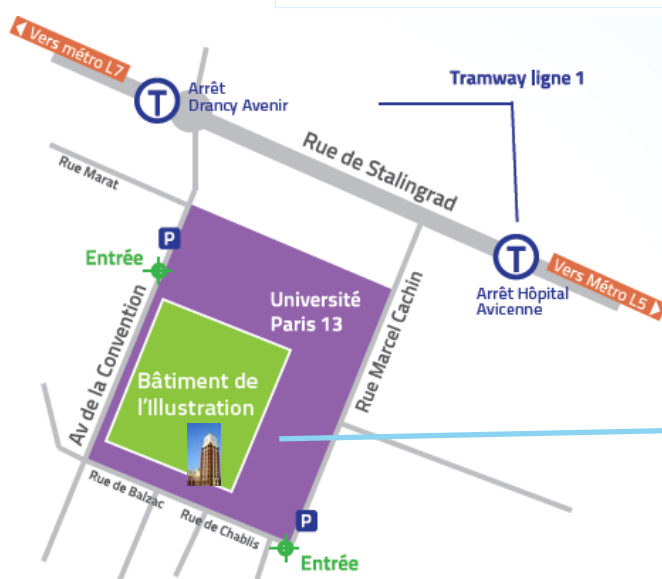 Vers métro L7
T
Arrêt
Drancy Avenir
Tramway ligne 1
Rue de Stalingrad
Rue Marat
P
Entrée
T
Vers Métro L5
Arrêt Hôpital
Avicenne
Université
Paris 13
Rue Marcel Cachin
Av de la Convention
Bâtiment de
l'Illustration
Rue de Balzac
Rue de Chablis
P
Entrée